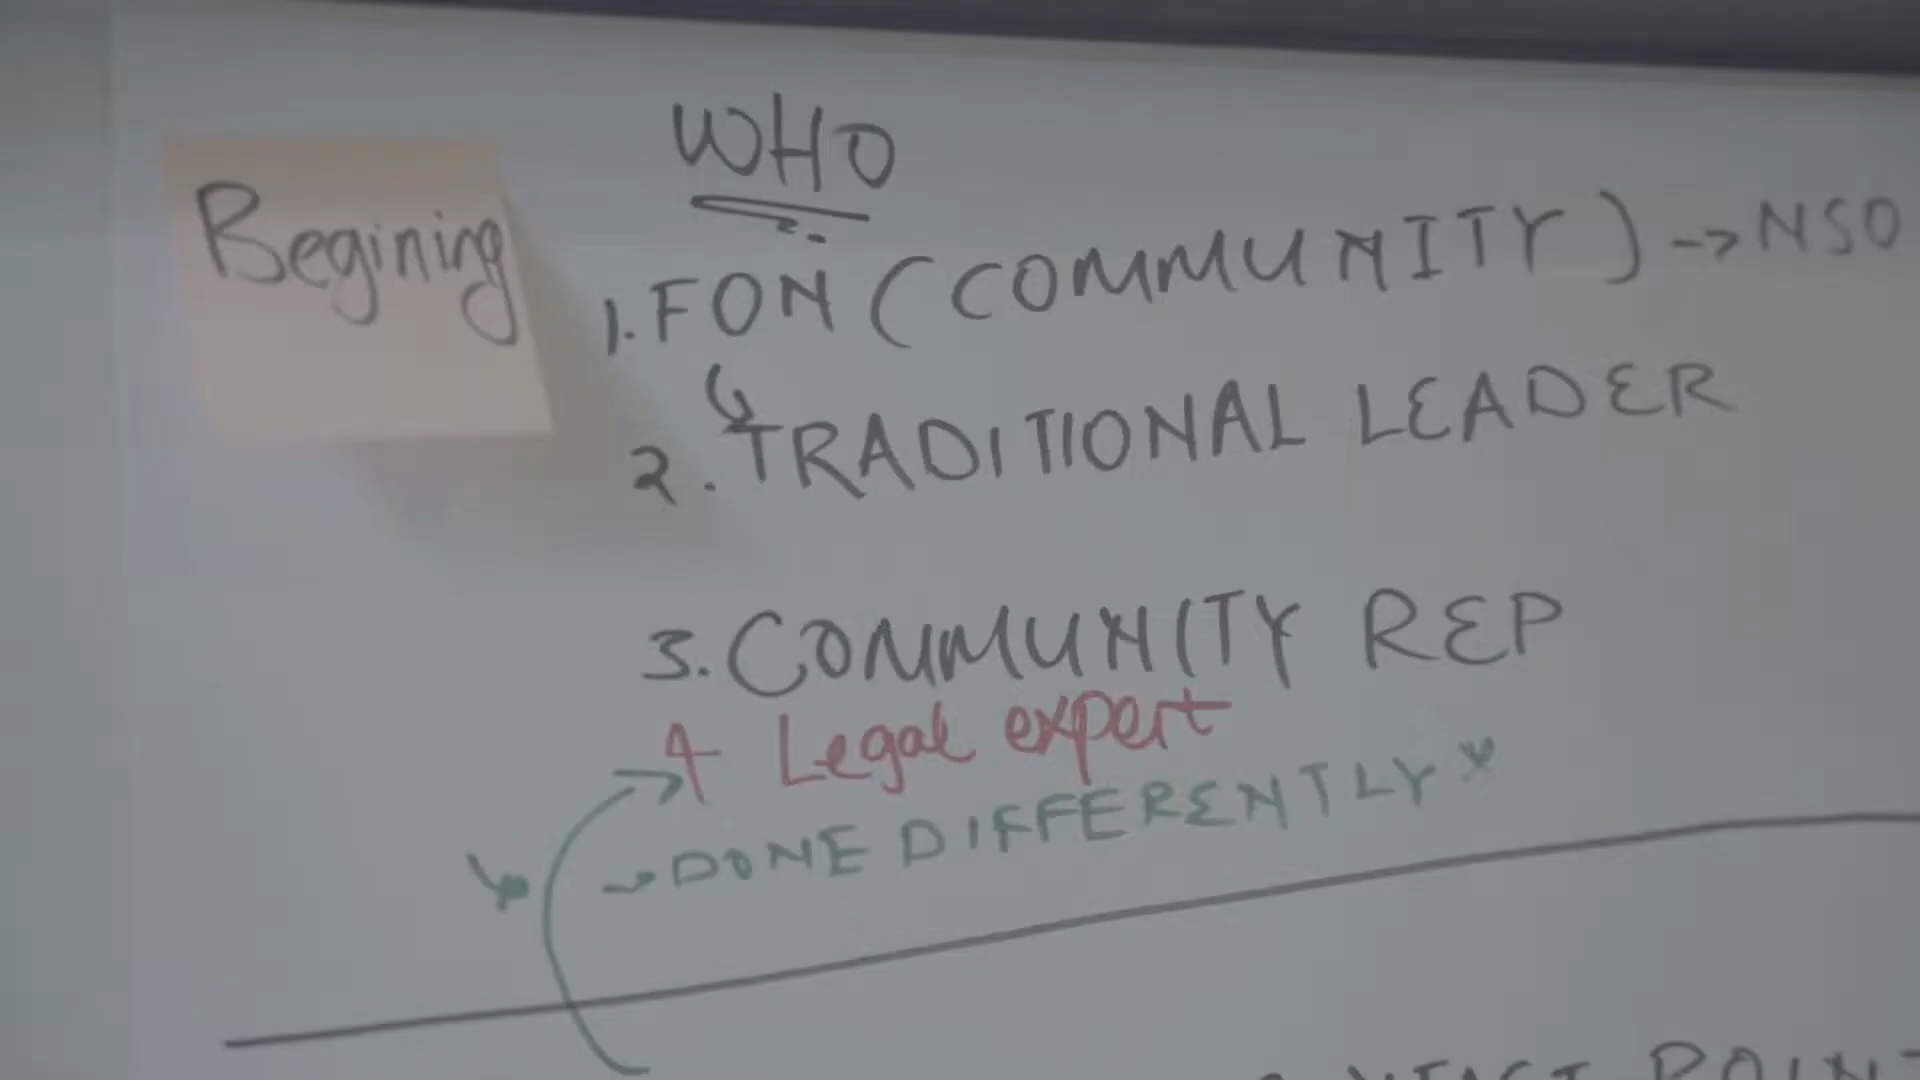 Begining
WHO
1. FON (COMMUNITY) → NSO
2. TRADITIONAL LEADER
3. COMMUNITY REP
4 Legal expert
→ DONE DIFFERENTLY *